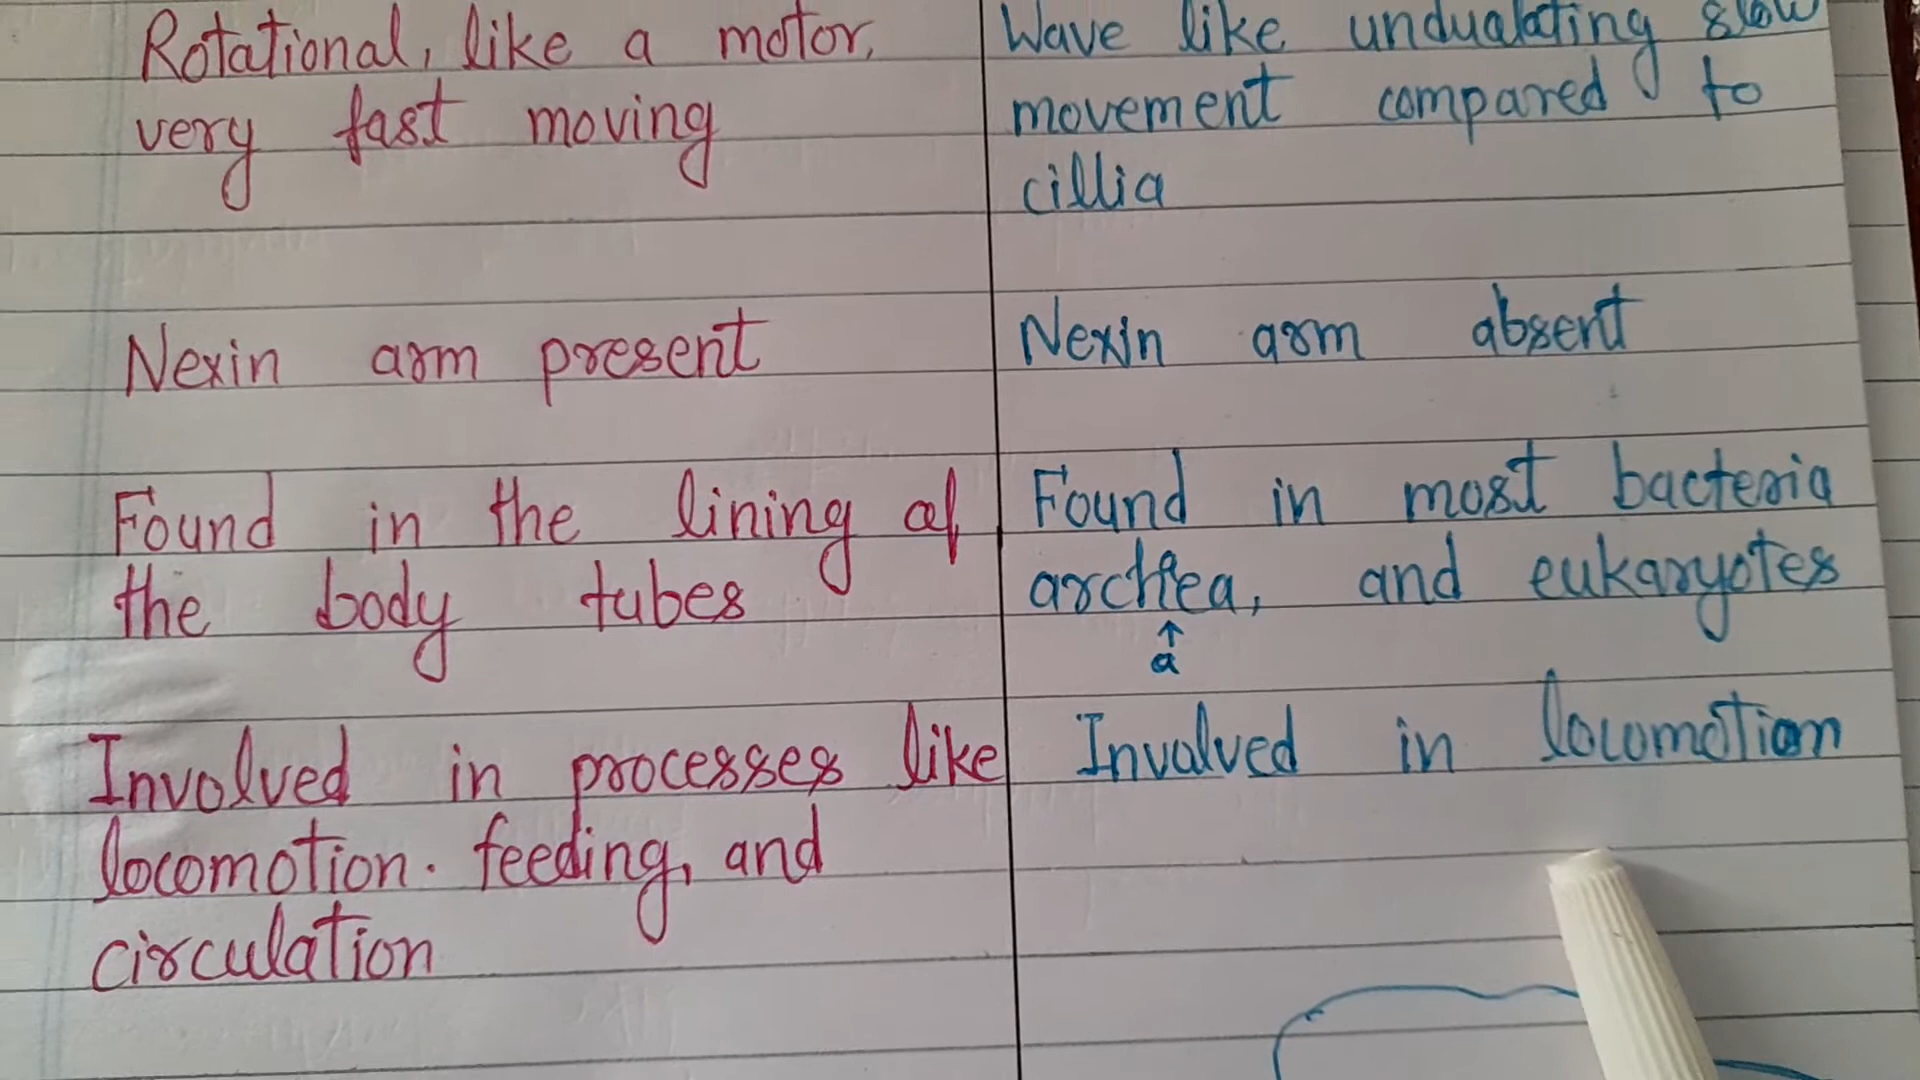 Rotational, like a motor,
very fast moving
Nexin arm present
Found in the lining of
the body tubes
Involved in processes like
locomotion. feeding, and
circulation
Wave like undualating slow
movement compared to
cillia
Nexin arm absent
Found in most bacteria
archea, and eukaryotes
a
Involved in locomotion